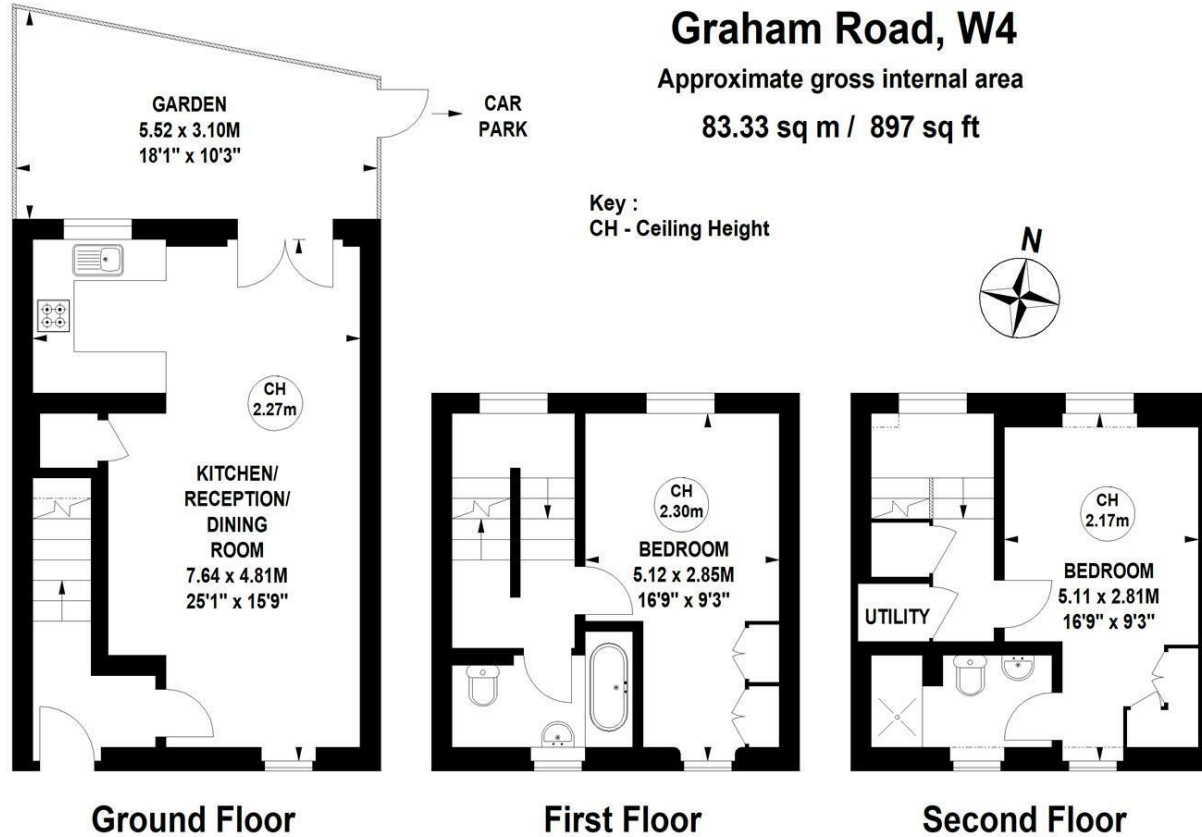 Graham Road, W4
Approximate gross internal area
83.33 sq m / 897 sq ft
Key :
CH - Ceiling Height
N
GARDEN
5.52 x 3.10M
18'1" x 10'3"
CAR
PARK
CH
2.27m
KITCHEN/
RECEPTION/
DINING
ROOM
7.64 x 4.81M
25'1" x 15'9"
Ground Floor
CH
2.30m
BEDROOM
5.12 x 2.85M
16'9" x 9'3"
First Floor
CH
2.17m
BEDROOM
5.11 x 2.81M
16'9" x 9'3"
UTILITY
Second Floor